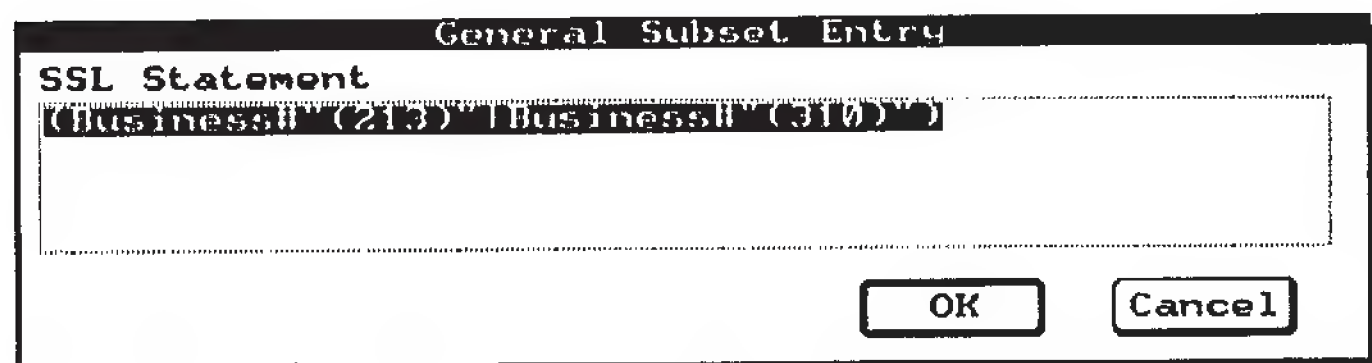 General Subset Entry
SSL Statement
(Business#"(213)"|Business#"(310)")
OK
Cancel